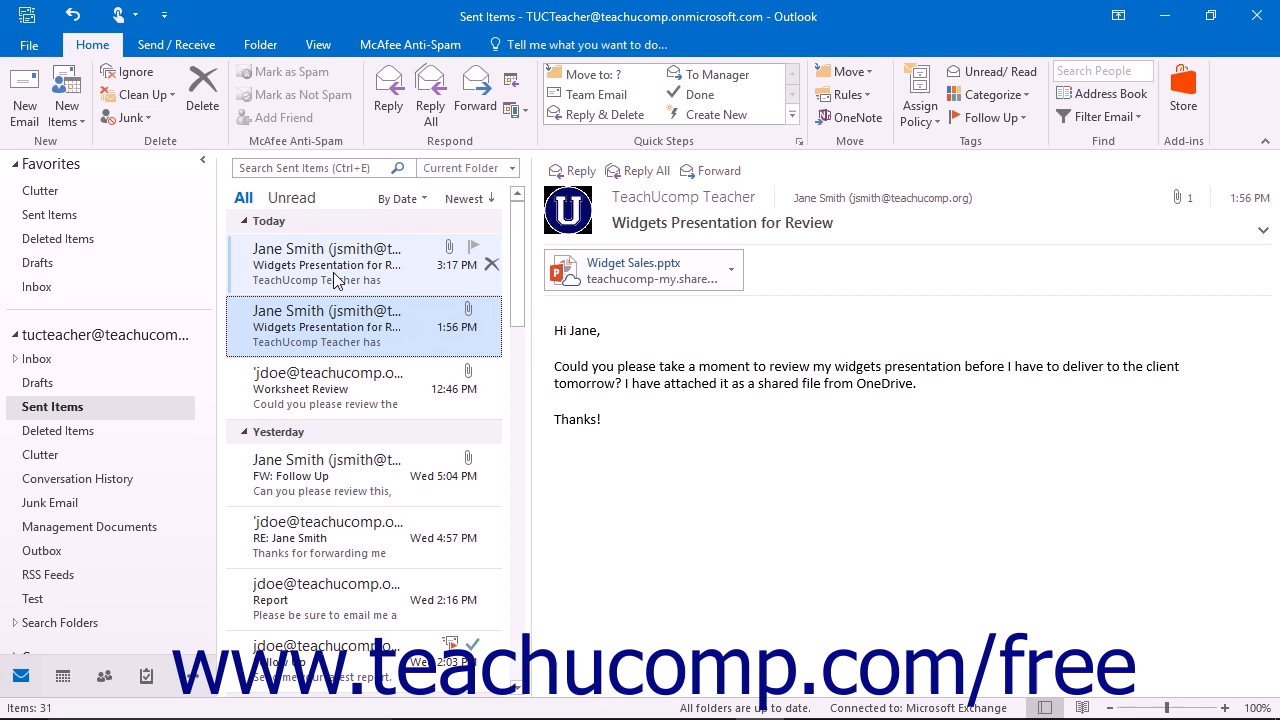 Sent Items - TUCTeacher@teachucomp.onmicrosoft.com - Outlook
File Home Send / Receive Folder View McAfee Anti-Spam Tell me what you want to do...
New Email
New Items
New
Ignore
Clean Up
Junk
Delete
Delete
Mark as Spam
Mark as Not Spam
Add Friend
McAfee Anti-Spam
Reply
Reply All
Forward
Respond
Move to: ?
Team Email
Reply & Delete
To Manager
Done
Create New
Quick Steps
Move
Rules
OneNote
Move
Assign Policy
Unread/ Read
Categorize
Follow Up
Tags
Search People
Address Book
Filter Email
Find
Store
Add-ins
Favorites
Clutter
Sent Items
Deleted Items
Drafts
Inbox
tucteacher@teachucomp...
Inbox
Drafts
Sent Items
Deleted Items
Clutter
Conversation History
Junk Email
Management Documents
Outbox
RSS Feeds
Test
Search Folders
Search Sent Items (Ctrl+E) Current Folder
All Unread By Date Newest
Today
Jane Smith (jsmith@t...
Widgets Presentation for R... 3:17 PM
TeachUcomp Teacher has
Jane Smith (jsmith@t...
Widgets Presentation for R... 1:56 PM
TeachUcomp Teacher has
'jdoe@teachucomp.o...
Worksheet Review 12:46 PM
Could you please review the
Yesterday
Jane Smith (jsmith@t...
FW: Follow Up Wed 5:04 PM
Can you please review this,
'jdoe@teachucomp.o...
RE: Jane Smith Wed 4:57 PM
Thanks for forwarding me
jdoe@teachucomp.o...
Report Wed 2:16 PM
Please be sure to email me a
jdoe@teachucomp.o...
Wed 2:03 PM
Reply Reply All Forward
U
TeachUcomp Teacher Jane Smith (jsmith@teachucomp.org) 1 1:56 PM
Widgets Presentation for Review
Widget Sales.pptx
teachucomp-my.share...
Hi Jane,
Could you please take a moment to review my widgets presentation before I have to deliver to the client
tomorrow? I have attached it as a shared file from OneDrive.
Thanks!
www.teachucomp.com/free
Items: 31 All folders are up to date. Connected to: Microsoft Exchange 100%